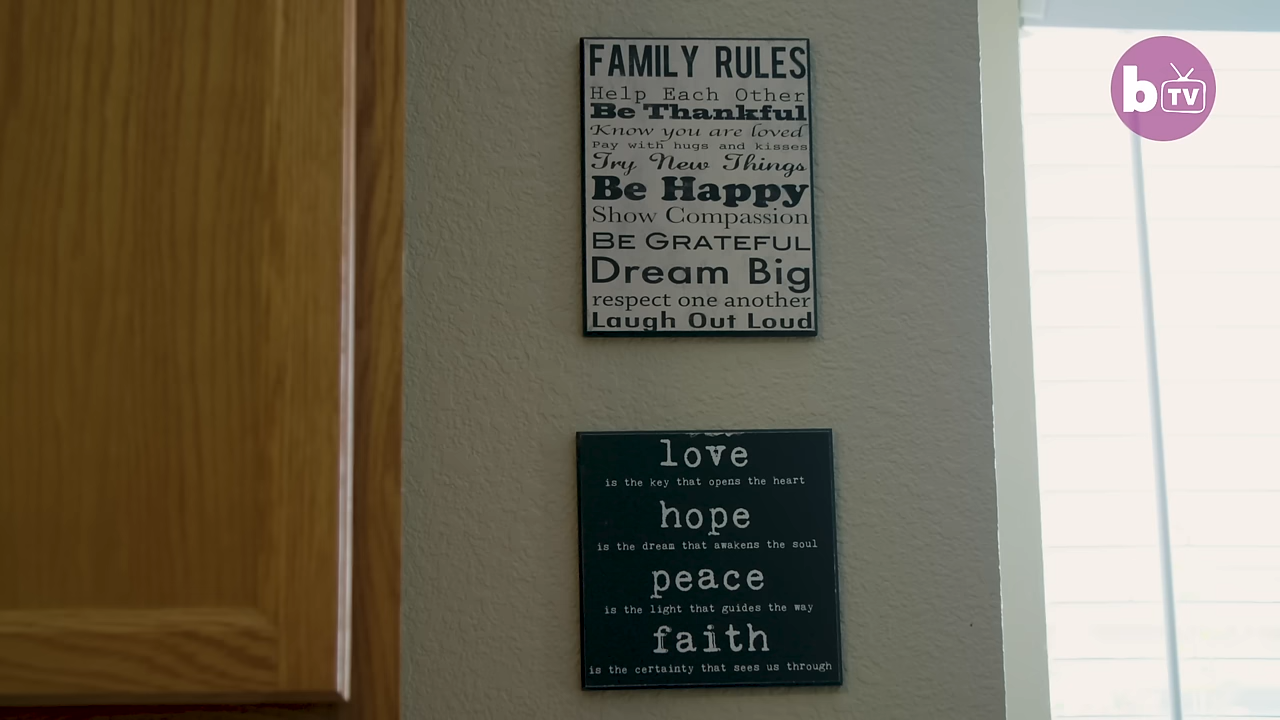 FAMILY RULES
Help Each Other
Be Thankful
Know you are loved
Pay with hugs and kisses
Try New Things
Be Happy
Show Compassion
BE GRATEFUL
Dream Big
respect one another
Laugh Out Loud
love
is the key that opens the heart
hope
is the dream that awakens the soul
peace
is the light that guides the way
faith
is the certainty that sees us through
b TV